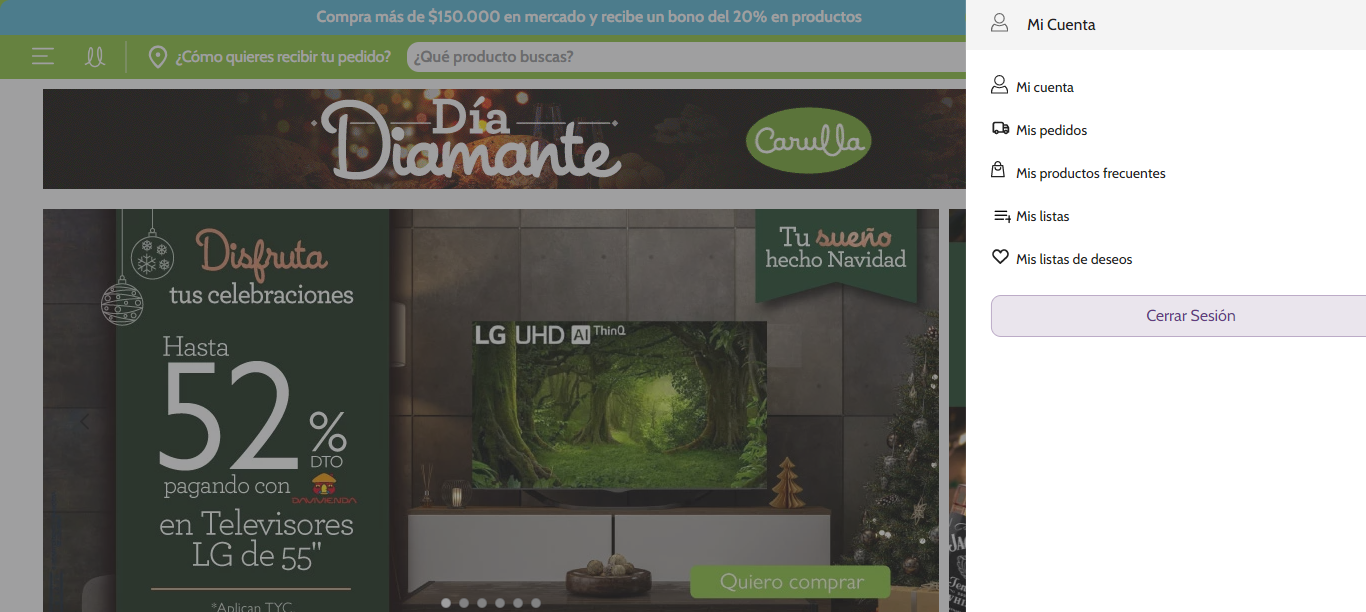 Compra más de $150.000 en mercado y recibe un bono del 20% en productos
¿Cómo quieres recibir tu pedido?
¿Qué producto buscas?
Día
Diamante
Carulla
Disfruta
tus celebraciones
Hasta
52%
DTO
pagando con
DAVIVIENDA
en Televisores
LG de 55"
*Aplican TYC
LG UHD AI ThinQ
Tu sueño
hecho Navidad
Quiero comprar
Mi Cuenta
Mi cuenta
Mis pedidos
Mis productos frecuentes
Mis listas
Mis listas de deseos
Cerrar Sesión